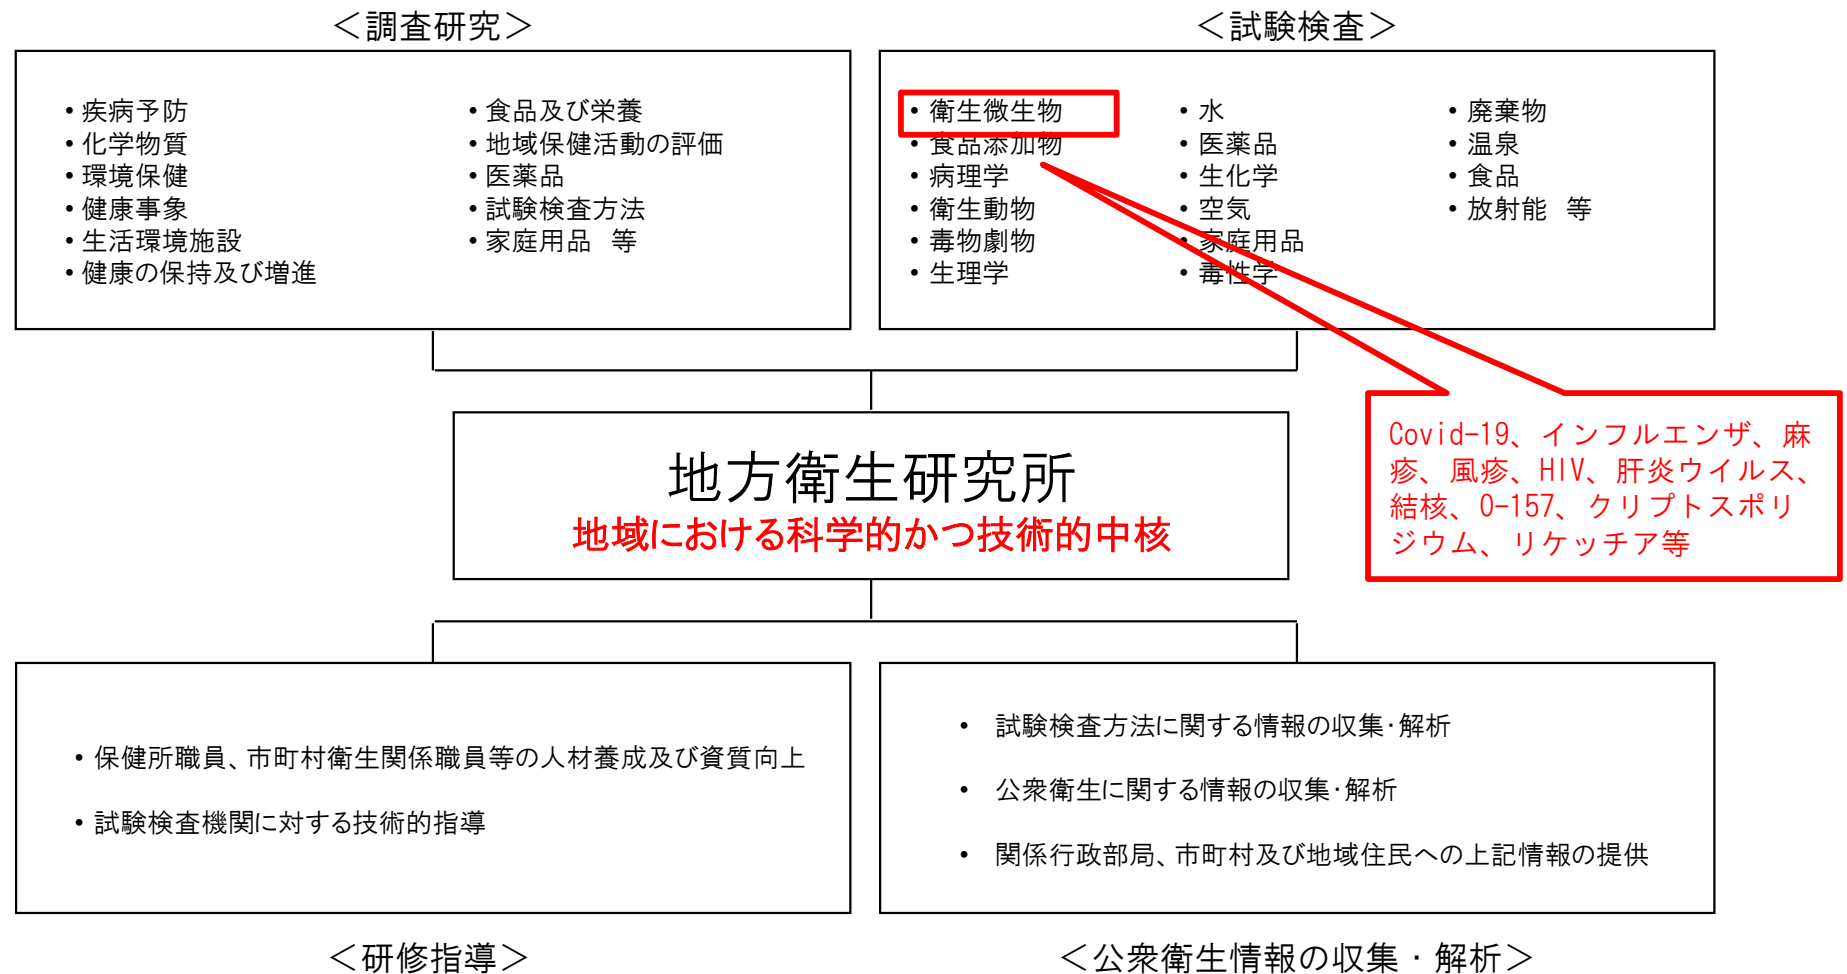 ＜調査研究＞
・疾病予防
・化学物質
・環境保健
・健康事象
・生活環境施設
・健康の保持及び増進
・食品及び栄養
・地域保健活動の評価
・医薬品
・試験検査方法
・家庭用品　等
＜試験検査＞
・衛生微生物
・食品添加物
・病理学
・衛生動物
・毒物劇物
・生理学
・水
・医薬品
・生化学
・空気
・家庭用品
・毒性学
・廃棄物
・温泉
・食品
・放射能　等
Covid-19、インフルエンザ、麻
疹、風疹、HIV、肝炎ウイルス、
結核、O-157、クリプトスポリ
ジウム、リケッチア等
地方衛生研究所
地域における科学的かつ技術的中核
・保健所職員、市町村衛生関係職員等の人材養成及び資質向上
・試験検査機関に対する技術的指導
＜研修指導＞
・試験検査方法に関する情報の収集・解析
・公衆衛生に関する情報の収集・解析
・関係行政部局、市町村及び地域住民への上記情報の提供
＜公衆衛生情報の収集・解析＞